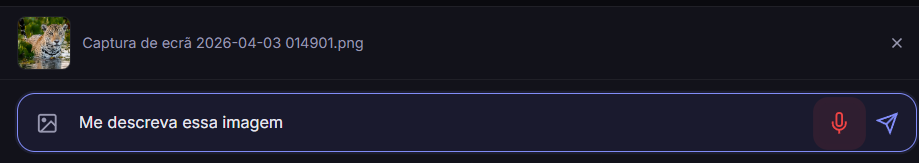 Captura de ecrã 2026-04-03 014901.png
Me descreva essa imagem